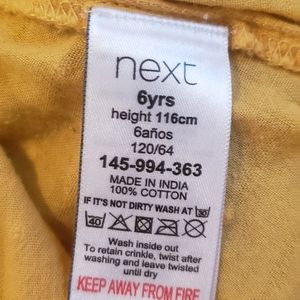 next
6yrs
height 116cm
6años
120/64
145-994-363
MADE IN INDIA
100% COTTON
IF IT'S NOT DIRTY WASH AT 30
40
Wash inside out
To retain crinkle, twist after
washing and leave twisted
until dry
KEEP AWAY FROM FIRE